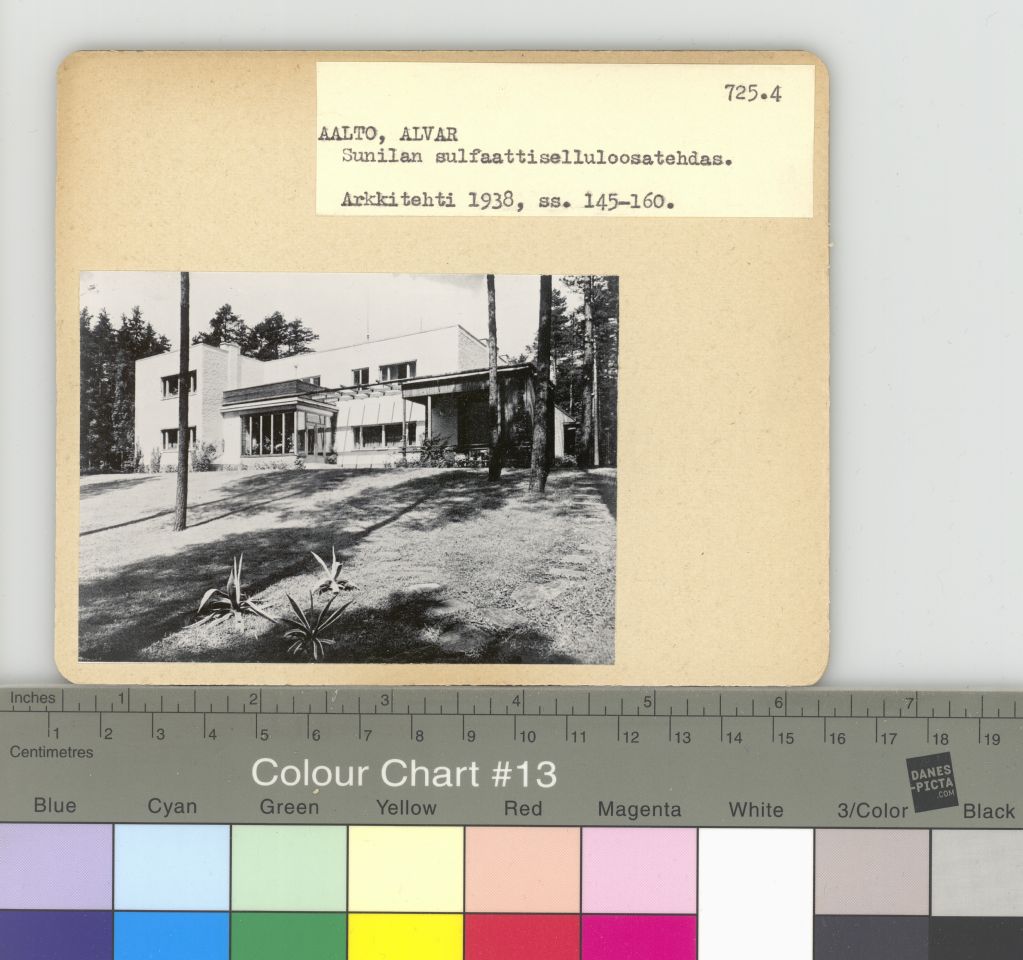 725.4
AALTO, ALVAR
Sunilan sulfaattiselluloosatehdas.
Arkkitehti 1938, ss. 145-160.
Inches 1 2 3 4 5 6 7
1 2 3 4 5 6 7 8 9 10 11 12 13 14 15 16 17 18 19
Centimetres
Colour Chart #13
DANES
-PICTA
.COM
Blue Cyan Green Yellow Red Magenta White 3/Color Black